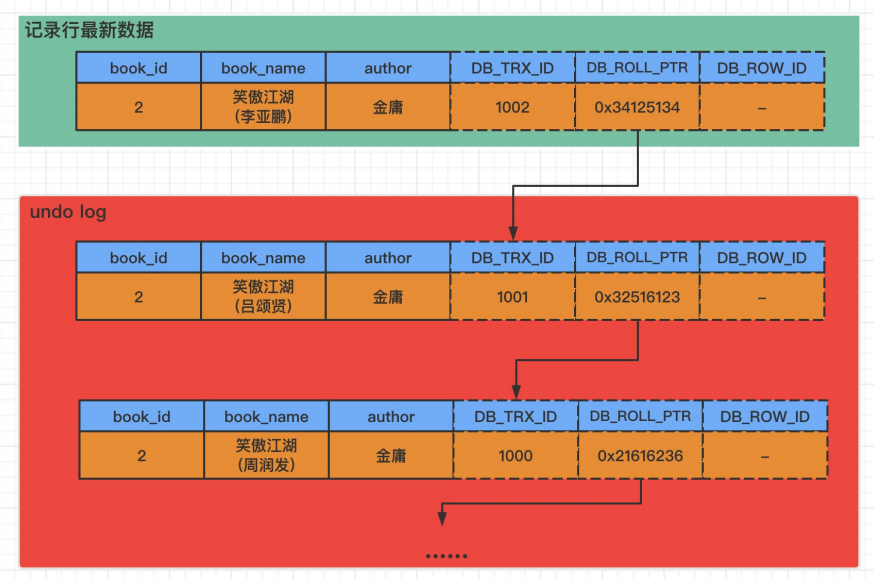 记录行最新数据
book_id book_name author DB_TRX_ID DB_ROLL_PTR DB_ROW_ID
2 笑傲江湖 金庸 1002 0x34125134 –
(李亚鹏)
undo log
book_id book_name author DB_TRX_ID DB_ROLL_PTR DB_ROW_ID
2 笑傲江湖 金庸 1001 0x32516123 –
(吕颂贤)
book_id book_name author DB_TRX_ID DB_ROLL_PTR DB_ROW_ID
2 笑傲江湖 金庸 1000 0x21616236 –
(周润发)
......